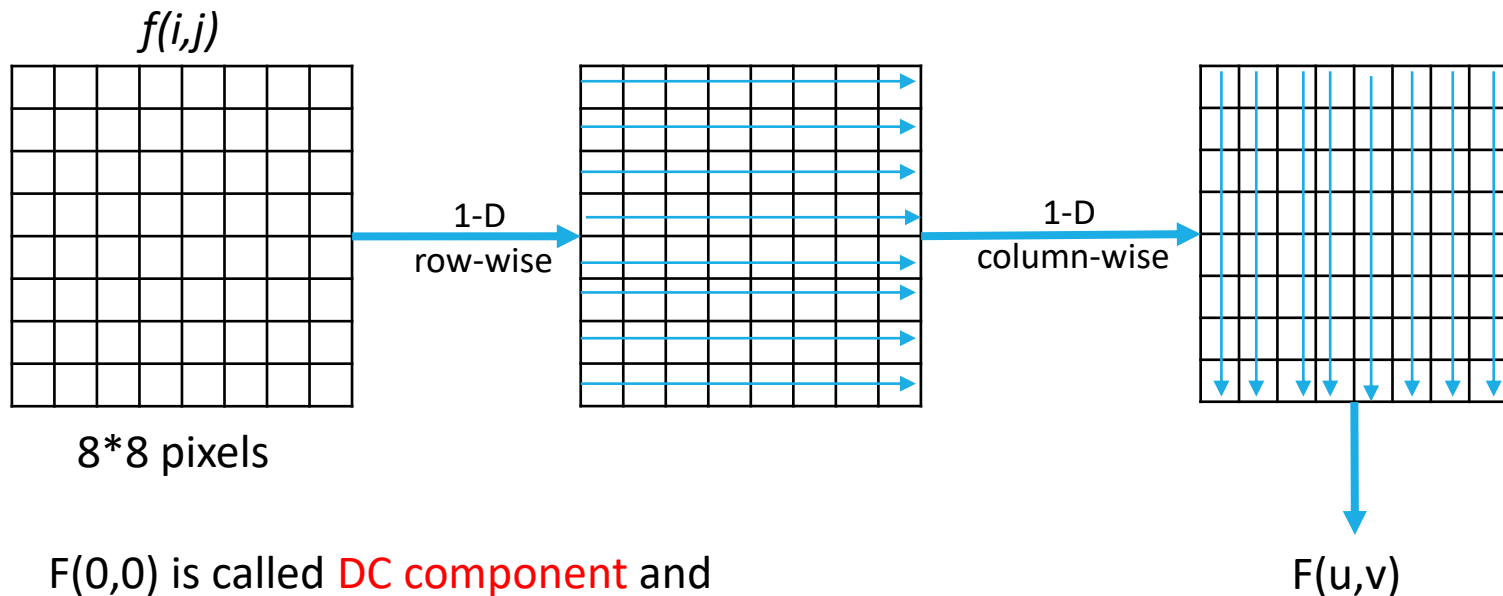 f(i,j)
1-D
row-wise
1-D
column-wise
8*8 pixels
F(0,0) is called DC component and
F(u,v)